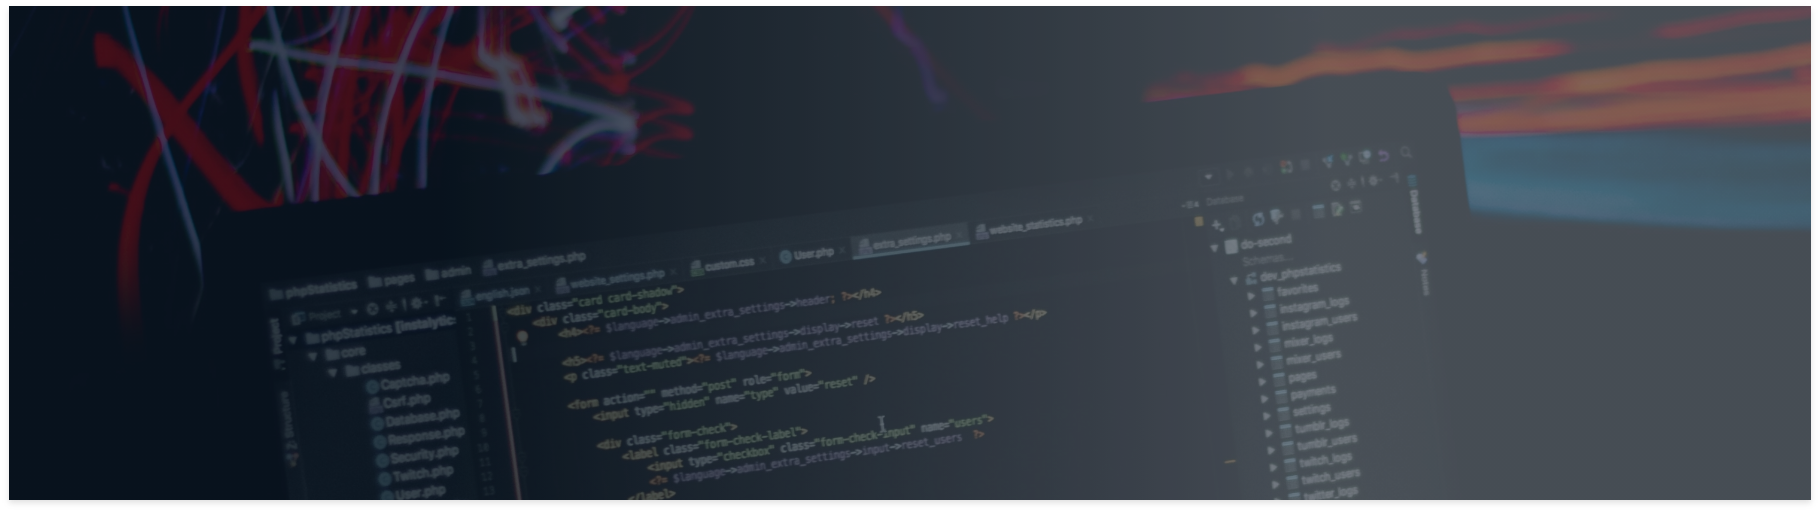 phpStatistics pages admin extra_settings.php
english.json website_settings.php custom.css User.php extra_settings.php website_statistics.php
Project
phpStatistics
core
classes
Captcha.php
Csrf.php
Database.php
Response.php
Security.php
Twitch.php
User.php
<div class="card card-shadow">
<div class="card-body">
<h4><?= $language->admin_extra_settings->header; ?></h4>
<h5><?= $language->admin_extra_settings->display->reset ?></h5>
<p class="text-muted"><?= $language->admin_extra_settings->display->reset_help ?></p>
<form action="" method="post" role="form">
<input type="hidden" name="type" value="reset" />
<div class="form-check">
<label class="form-check-label">
<input type="checkbox" class="form-check-input" name="users">
<?= $language->admin_extra_settings->input->reset_users ?>
</label>
Database
do-second
Schemas...
dev_phpstatistics
favorites
instagram_logs
instagram_users
mixer_logs
mixer_users
pages
payments
settings
tumblr_logs
tumblr_users
twitch_logs
twitch_users
twitter_logs
Database